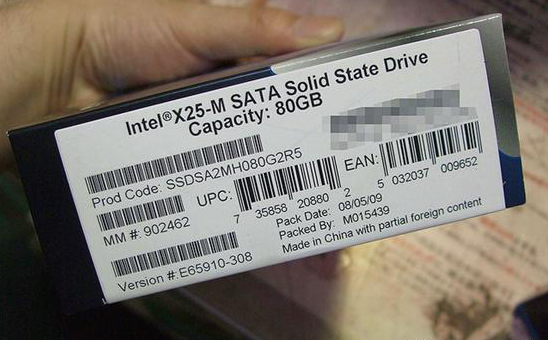 Intel®X25-M SATA Solid State Drive
Capacity: 80GB
Prod Code: SSDSA2MH080G2R5
MM #: 902462
UPC: 7 35858 20880 2
EAN: 5 032037 009652
Pack Date: 08/05/09
Packed By: M015439
Made in China with partial foreign content
Version #.E65910-308